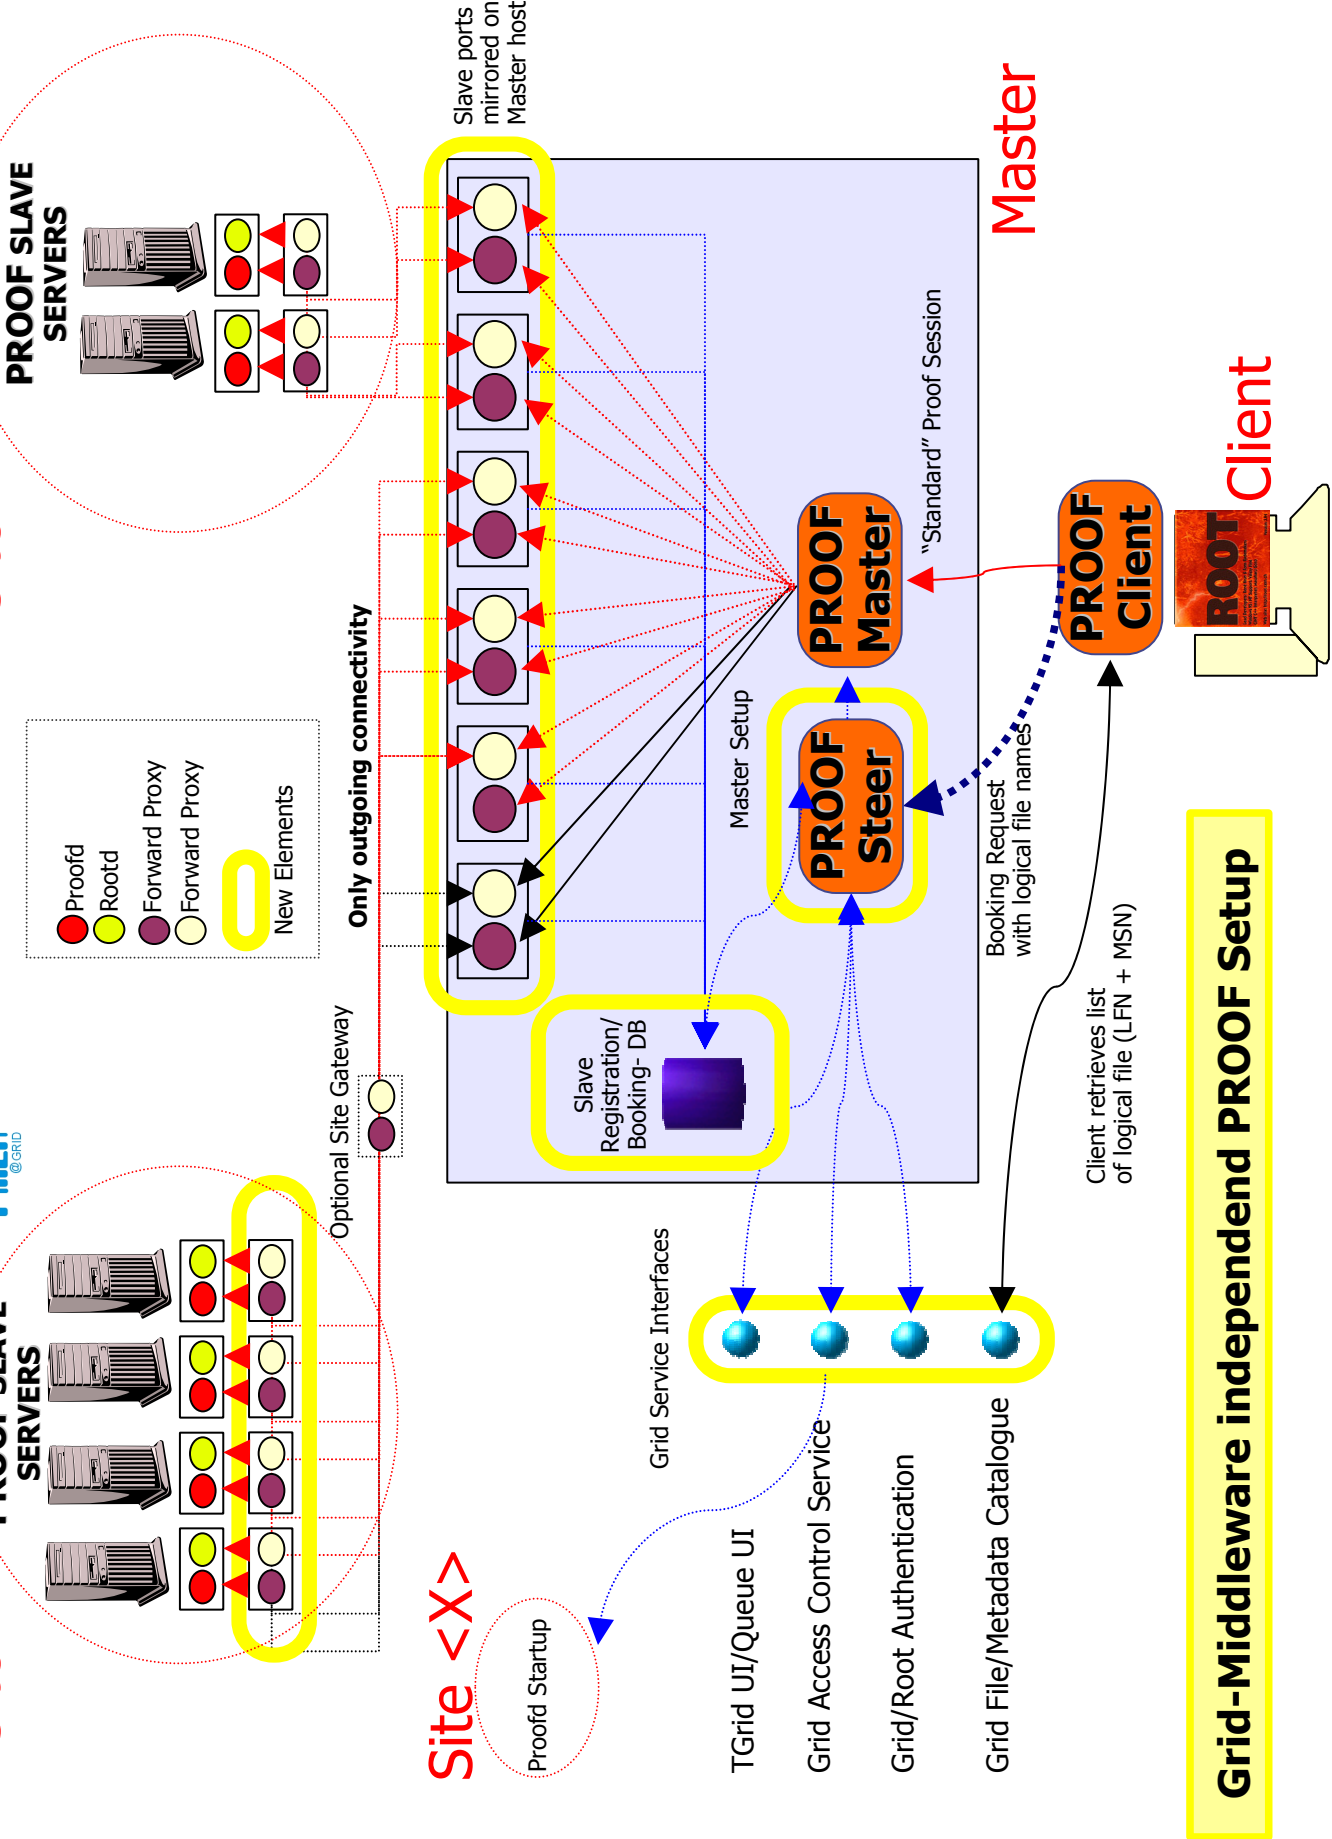 PROOF SLAVE
SERVERS
@GRID
PROOF SLAVE
SERVERS
Proofd
Rootd
Forward Proxy
Forward Proxy
New Elements
Optional Site Gateway
Only outgoing connectivity
Slave ports
mirrored on
Master host
Site <X>
Proofd Startup
Slave
Registration/
Booking- DB
Grid Service Interfaces
Master Setup
TGrid UI/Queue UI
Grid Access Control Service
Grid/Root Authentication
Grid File/Metadata Catalogue
PROOF
Steer
PROOF
Master
"Standard" Proof Session
Master
Booking Request
with logical file names
Client retrieves list
of logical file (LFN + MSN)
PROOF
Client
ROOT
Client
Grid-Middleware independend PROOF Setup